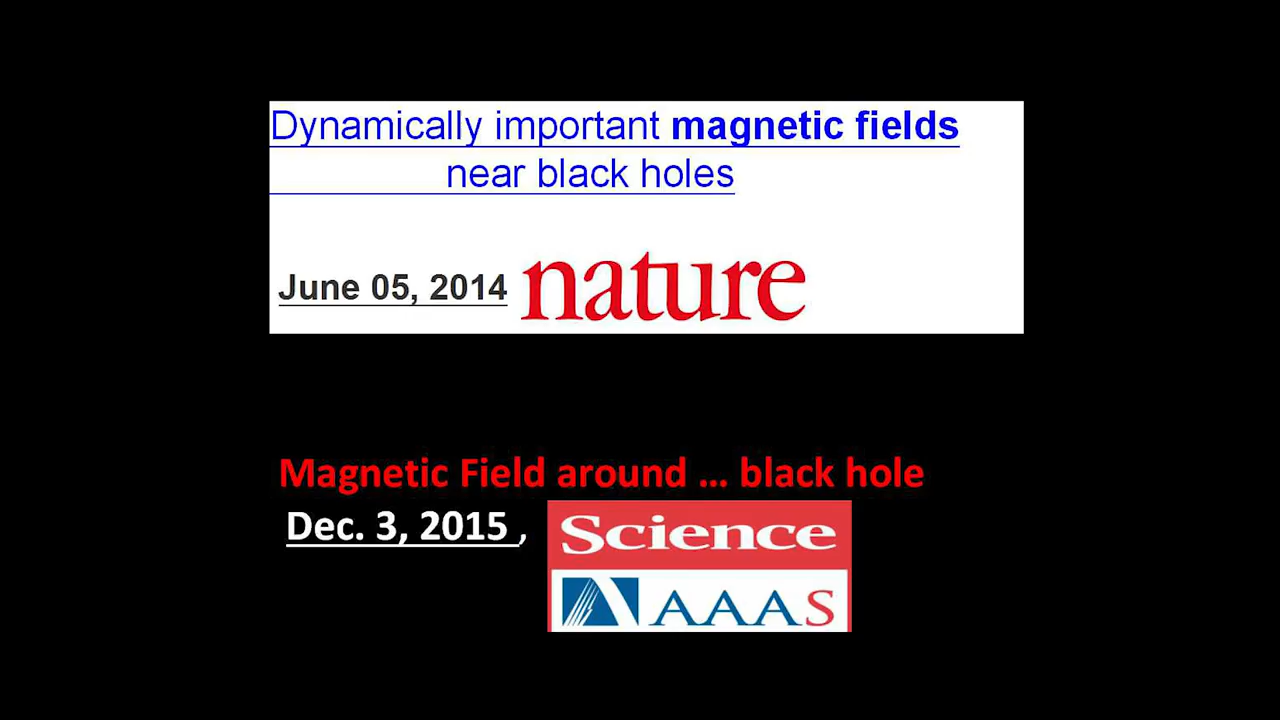 Dynamically important magnetic fields
near black holes
June 05, 2014 nature
Magnetic Field around ... black hole
Dec. 3, 2015 , Science
AAAS